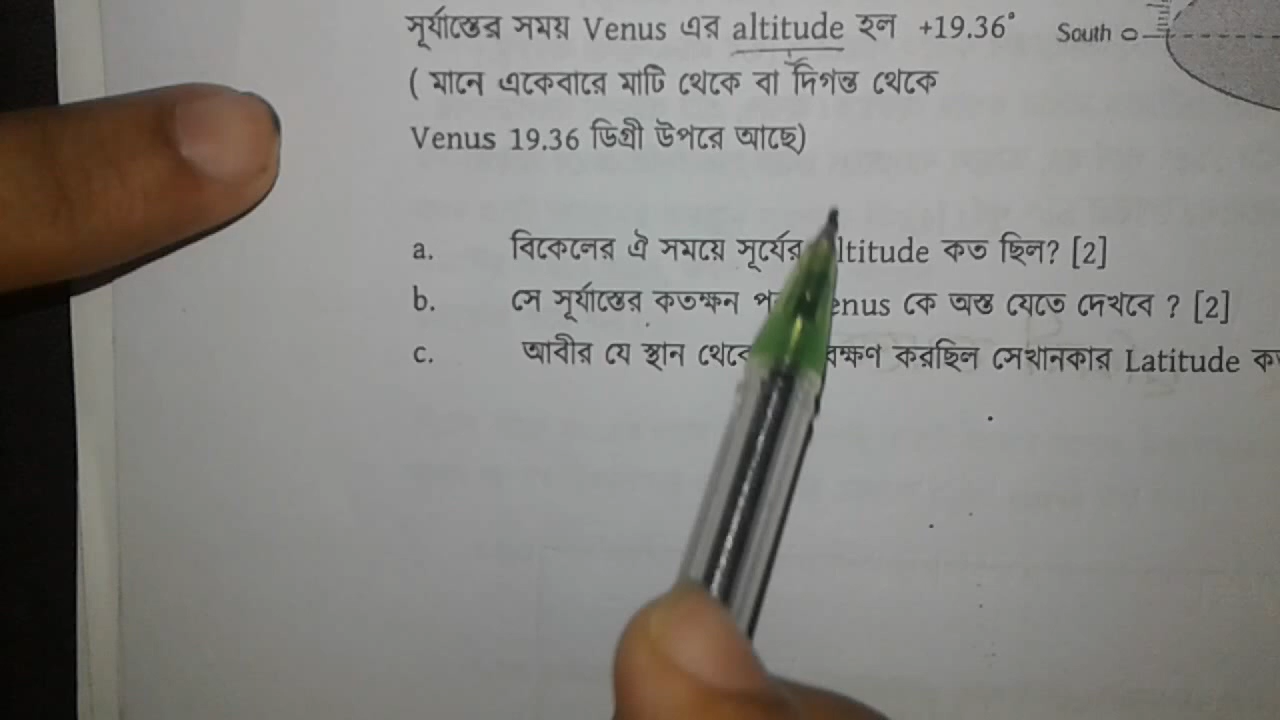 সূর্যাস্তের সময় Venus এর altitude হল +19.36°
South
( মানে একেবারে মাটি থেকে বা দিগন্ত থেকে
Venus 19.36 ডিগ্রী উপরে আছে)
a. বিকেলের ঐ সময়ে সূর্যের ltitude কত ছিল? [2]
b. সে সূর্যাস্তের কতক্ষন প enus কে অস্ত যেতে দেখবে ? [2]
c. আবীর যে স্থান করছিল সেখানকার Latitude